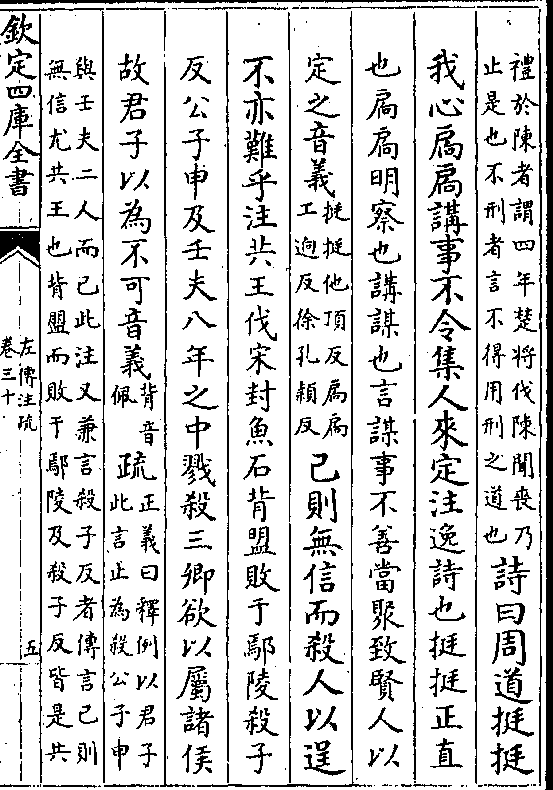 禮於陳者謂四年楚將伐陳聞喪乃
止是也不刑者言不得用刑之道也
詩曰周道挺挺
我心扃扃講事不令集人來定注逸詩也挺挺正直
也扃扃明察也講謀也言謀事不善當聚致賢人以
定之音義
挺挺他頂反扃扃
工逈反徐孔頴反
己則無信而殺人以逞
不亦難乎注共王伐宋封魚石背盟敗于鄢陵殺子
反公子申及壬夫八年之中戮殺三卿欲以屬諸侯
故君子以為不可音義
背音
佩
疏
正義曰釋例以君子
此言止為殺公子申
與壬夫二人而已此注又兼言殺子反者傳言己則
無信尤共王也背盟而敗于鄢陵及殺子反皆是共
欽定四庫全書
左傳注疏
卷三十
五